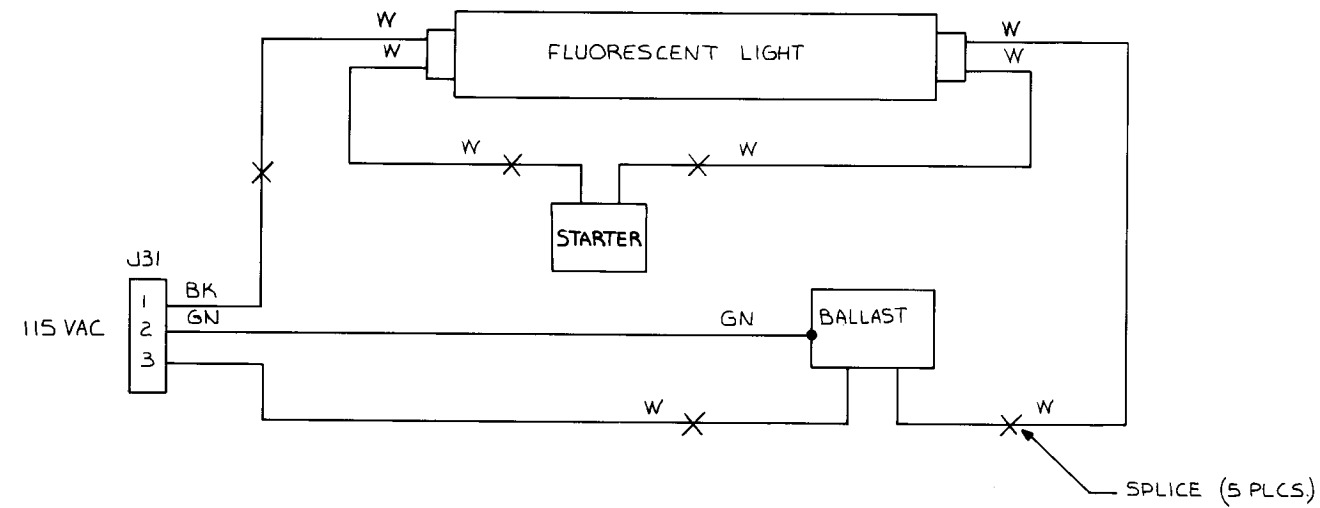 W
W
FLUORESCENT LIGHT
W
W
W
W
STARTER
J31
115 VAC
1
BK
2
GN
3
GN
BALLAST
W
W
SPLICE (5 PLCS.)